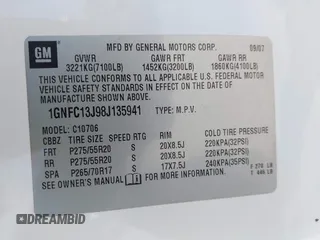 GM
MFD BY GENERAL MOTORS CORP. 09/07
GVWR GAWR FRT GAWR RR
3221KG(7100LB) 1452KG(3200LB) 1860KG(4100LB)
THIS VEHICLE CONFORMS TO ALL APPLICABLE U.S. FEDERAL MOTOR
VEHICLE SAFETY STANDARDS IN EFFECT ON THE DATE OF
MANUFACTURE SHOWN ABOVE.
1GNFC13J98J135941 TYPE: M.P.V.
MODEL: C10706
CBBZ TIRE SIZE SPEED RTG RIM COLD TIRE PRESSURE
FRT P275/55R20 S 20X8.5J 220KPA(32PSI)
RR P275/55R20 S 20X8.5J 220KPA(32PSI)
SPA P265/70R17 S 17X7.5J 240KPA(35PSI)
SEE OWNER'S MANUAL FOR ADDITIONAL INFORMATION.
DREAMBID